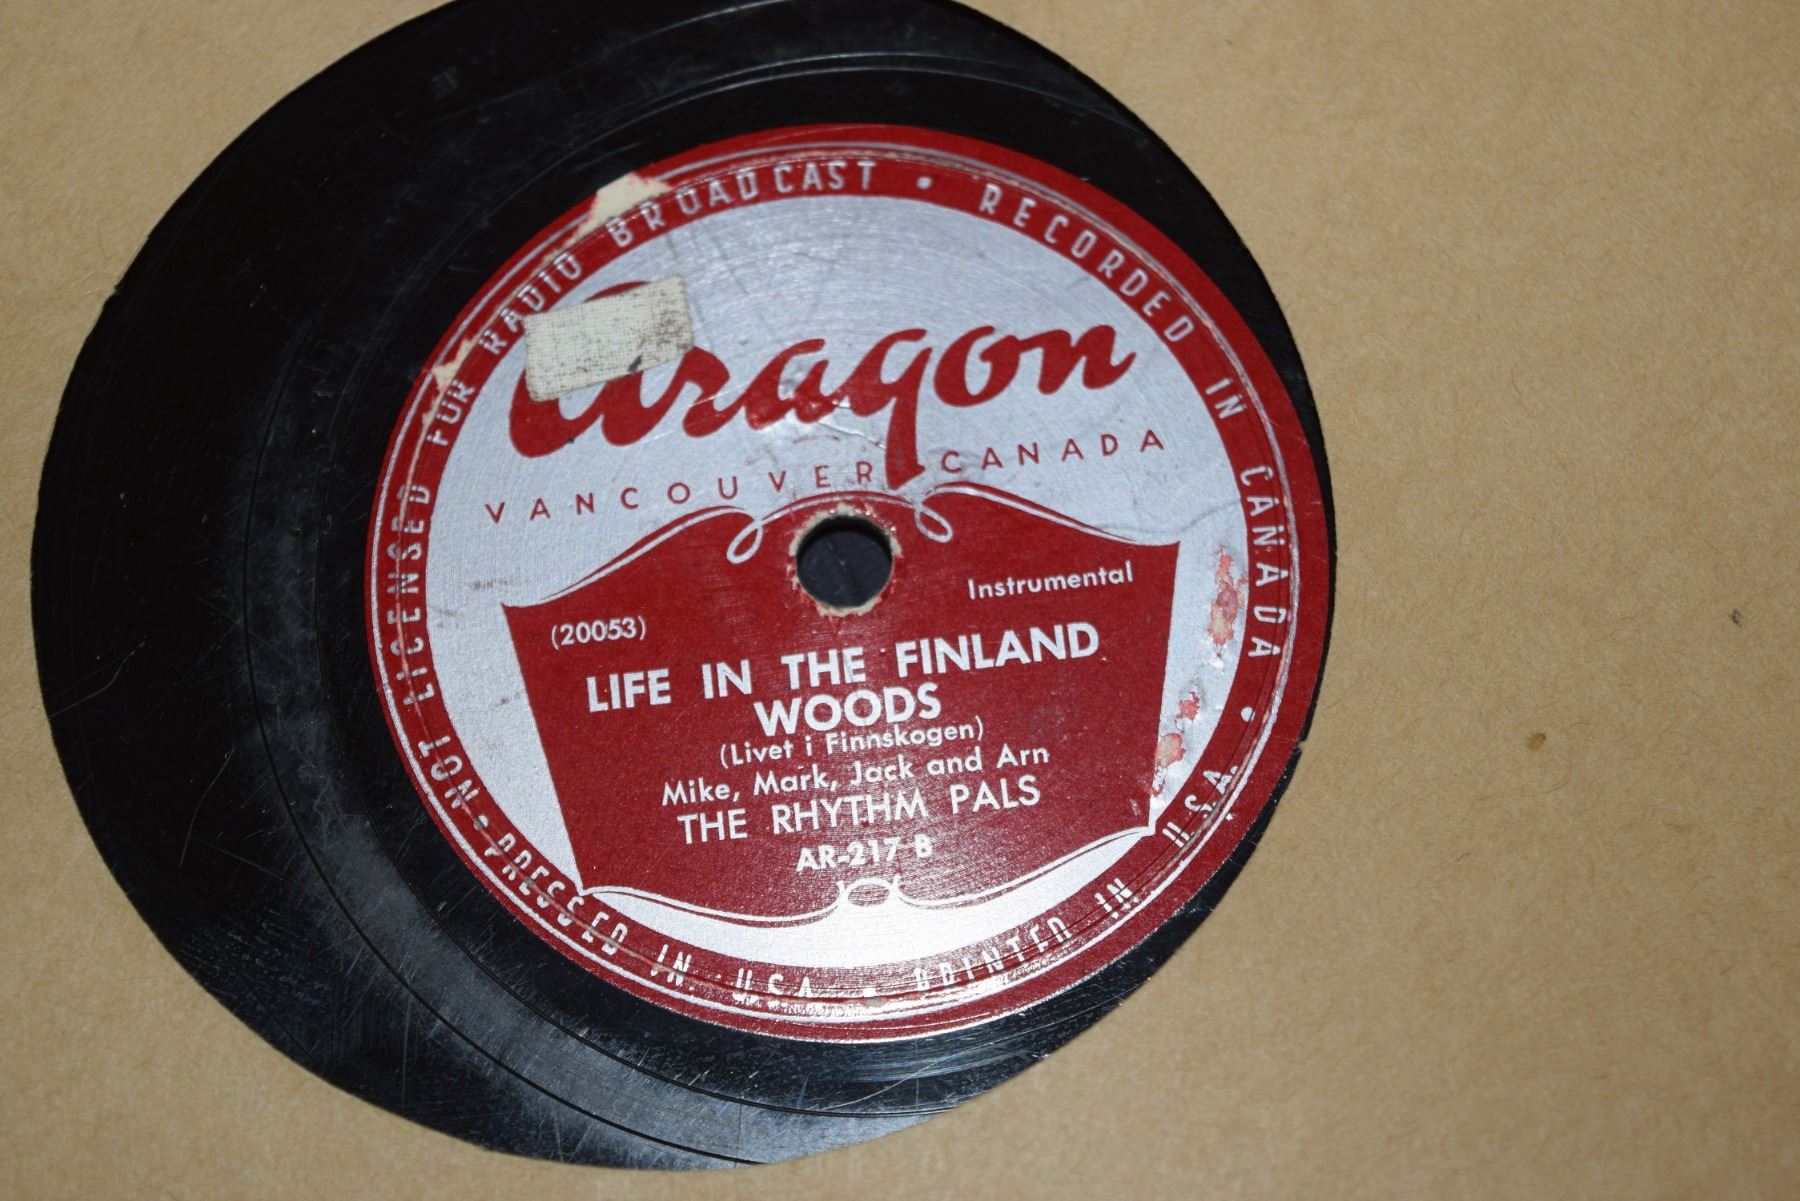 NOT LICENSED FOR RADIO BROADCAST • RECORDED IN CANADA • PRESSED IN U.S.A. • PRINTED IN U.S.A.
Aragon
VANCOUVER CANADA
Instrumental
(20053)
LIFE IN THE FINLAND
WOODS
(Livet i Finnskogen)
Mike, Mark, Jack and Arn
THE RHYTHM PALS
AR-217 B